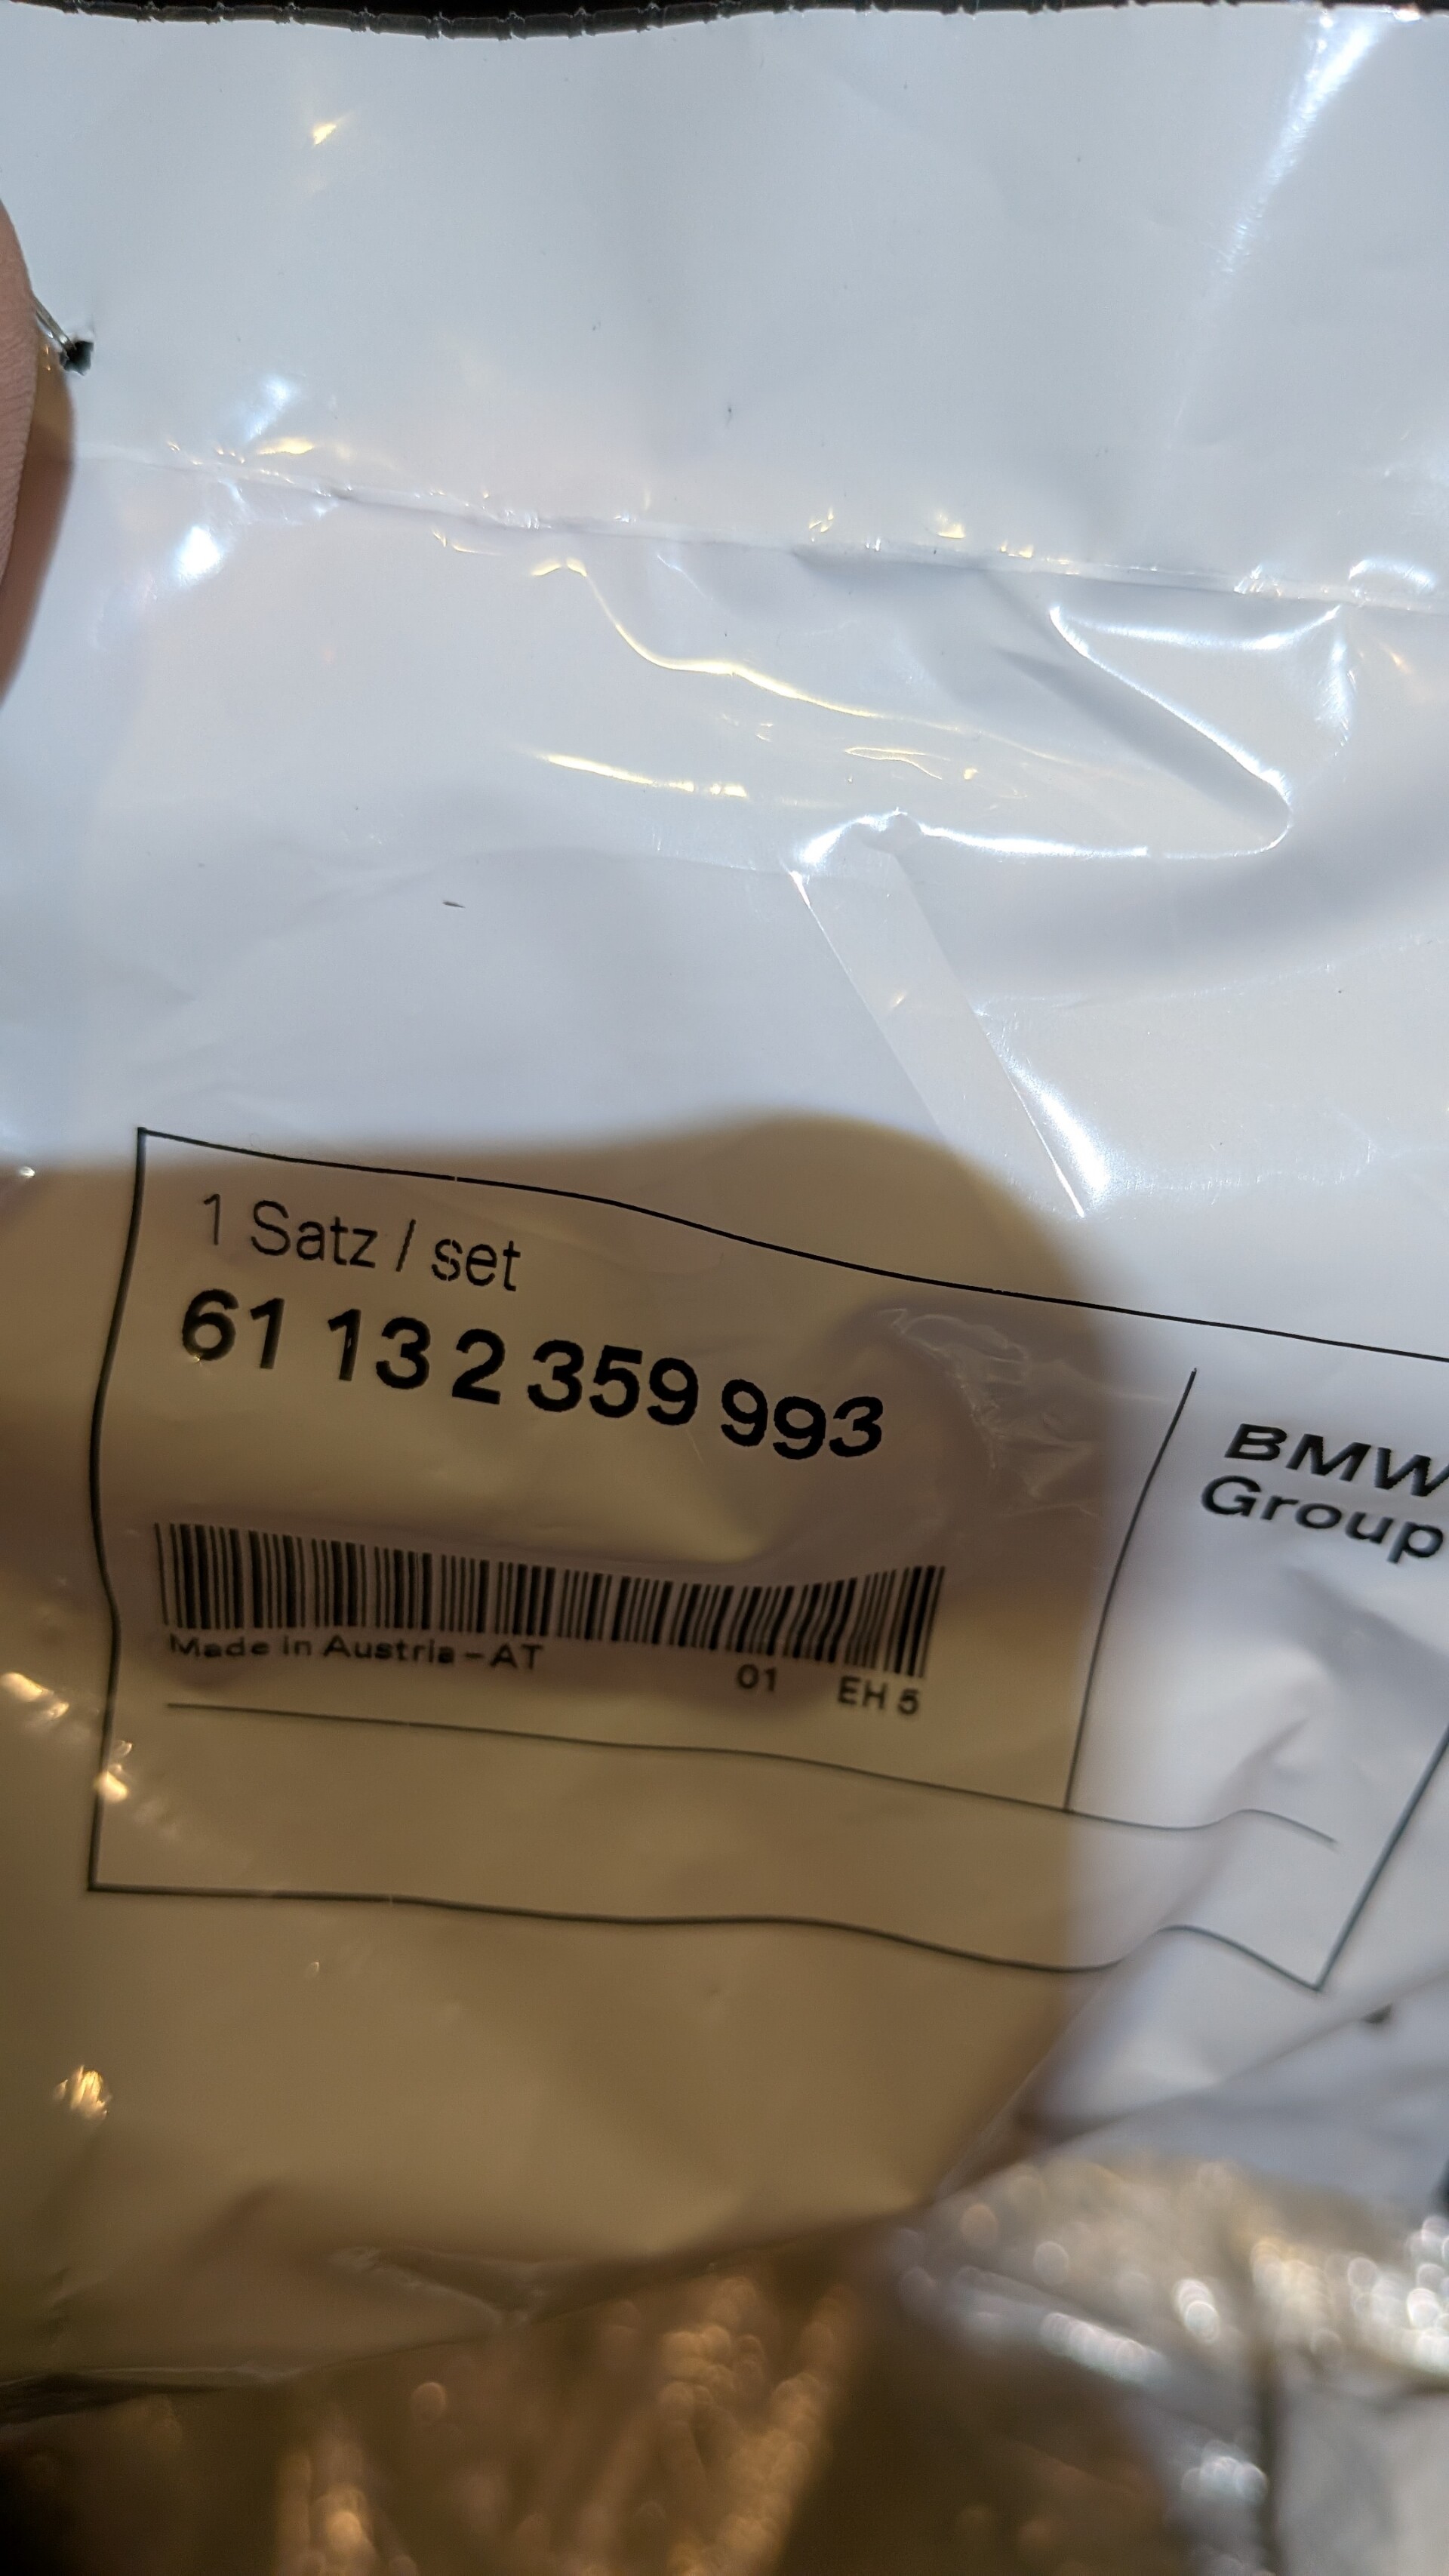 1 Satz / set
61 13 2 359 993
BMW
Group
Made in Austria-AT
01 EH 5